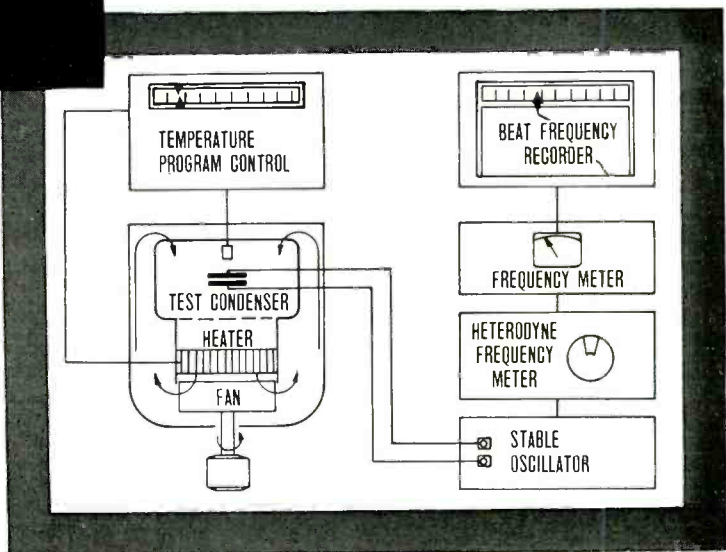 TEMPERATURE
PROGRAM CONTROL
BEAT FREQUENCY
RECORDER
TEST CONDENSER
HEATER
FAN
FREQUENCY METER
HETERODYNE
FREQUENCY
METER
STABLE
OSCILLATOR